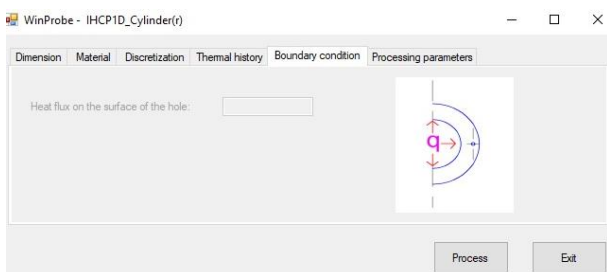 WinProbe - IHCP1D_Cylinder(r)
Dimension Material Discretization Thermal history Boundary condition Processing parameters
Heat flux on the surface of the hole:
q
Process Exit